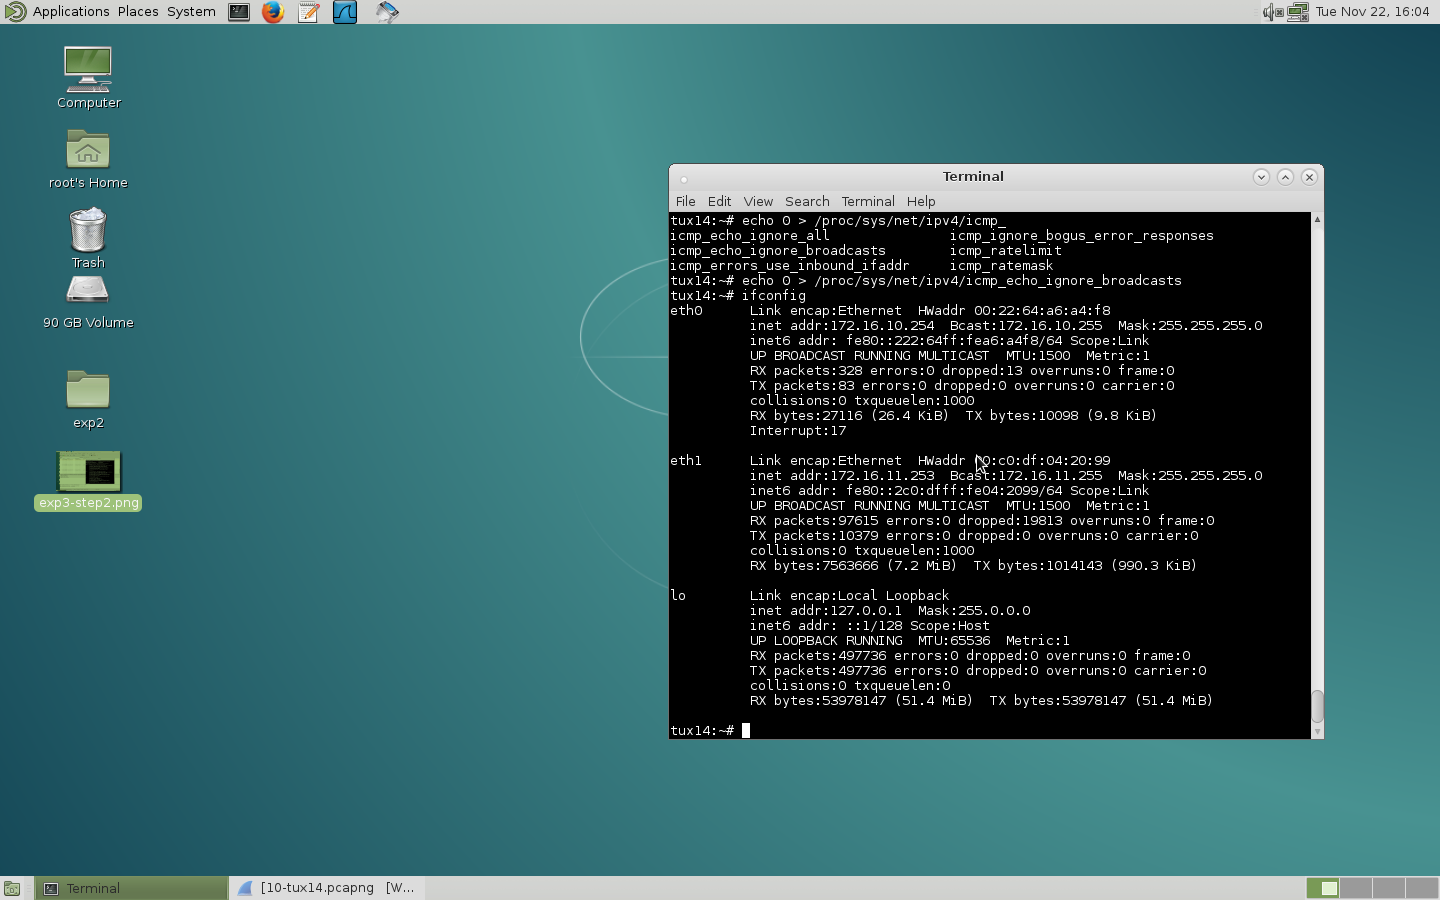 Applications Places System
Tue Nov 22, 16:04
Computer
root's Home
Trash
90 GB Volume
exp2
exp3-step2.png
Terminal
File Edit View Search Terminal Help
tux14:~# echo 0 > /proc/sys/net/ipv4/icmp_
icmp_echo_ignore_all icmp_ignore_bogus_error_responses
icmp_echo_ignore_broadcasts icmp_ratelimit
icmp_errors_use_inbound_ifaddr icmp_ratemask
tux14:~# echo 0 > /proc/sys/net/ipv4/icmp_echo_ignore_broadcasts
tux14:~# ifconfig
eth0 Link encap:Ethernet HWaddr 00:22:64:a6:a4:f8
inet addr:172.16.10.254 Bcast:172.16.10.255 Mask:255.255.255.0
inet6 addr: fe80::222:64ff:fea6:a4f8/64 Scope:Link
UP BROADCAST RUNNING MULTICAST MTU:1500 Metric:1
RX packets:328 errors:0 dropped:13 overruns:0 frame:0
TX packets:83 errors:0 dropped:0 overruns:0 carrier:0
collisions:0 txqueuelen:1000
RX bytes:27116 (26.4 KiB) TX bytes:10098 (9.8 KiB)
Interrupt:17
eth1 Link encap:Ethernet HWaddr 00:c0:df:04:20:99
inet addr:172.16.11.253 Bcast:172.16.11.255 Mask:255.255.255.0
inet6 addr: fe80::2c0:dfff:fe04:2099/64 Scope:Link
UP BROADCAST RUNNING MULTICAST MTU:1500 Metric:1
RX packets:97615 errors:0 dropped:19813 overruns:0 frame:0
TX packets:10379 errors:0 dropped:0 overruns:0 carrier:0
collisions:0 txqueuelen:1000
RX bytes:7563666 (7.2 MiB) TX bytes:1014143 (990.3 KiB)
lo Link encap:Local Loopback
inet addr:127.0.0.1 Mask:255.0.0.0
inet6 addr: ::1/128 Scope:Host
UP LOOPBACK RUNNING MTU:65536 Metric:1
RX packets:497736 errors:0 dropped:0 overruns:0 frame:0
TX packets:497736 errors:0 dropped:0 overruns:0 carrier:0
collisions:0 txqueuelen:0
RX bytes:53978147 (51.4 MiB) TX bytes:53978147 (51.4 MiB)
tux14:~#
Terminal
[10-tux14.pcapng [W...